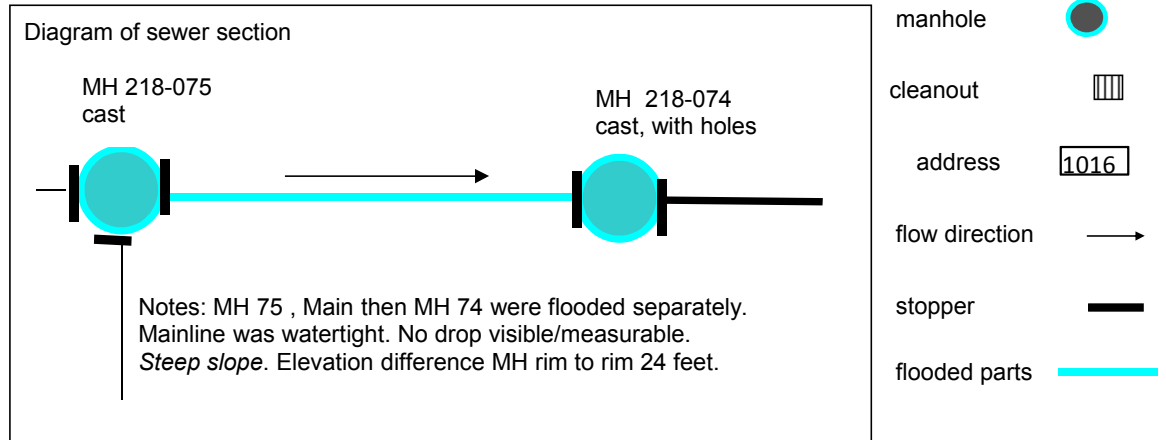 Diagram of sewer section
MH 218-075
cast
MH 218-074
cast, with holes
Notes: MH 75 , Main then MH 74 were flooded separately.
Mainline was watertight. No drop visible/measurable.
Steep slope. Elevation difference MH rim to rim 24 feet.
manhole
cleanout
address
1016
flow direction
stopper
flooded parts